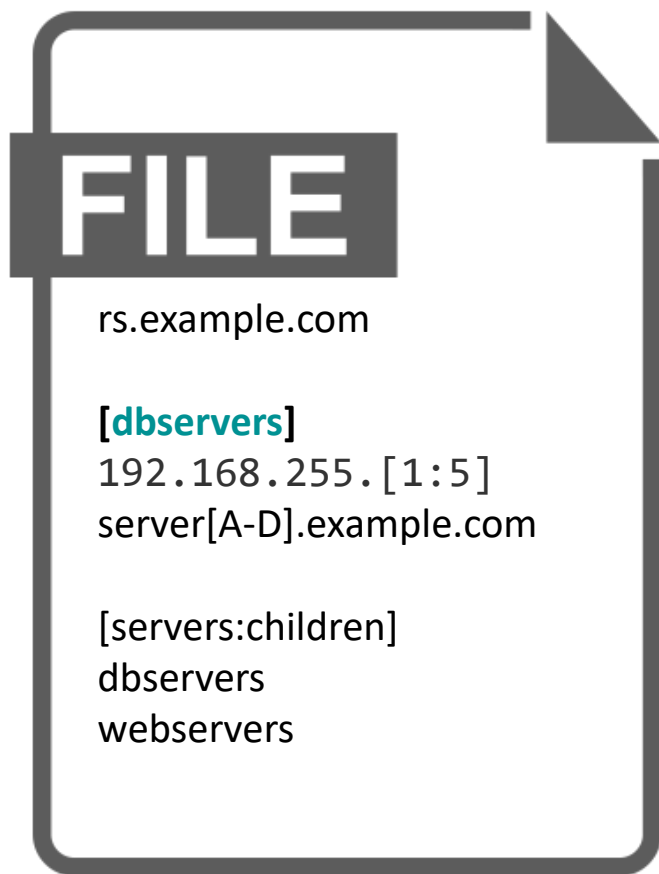 FILE
rs.example.com
[dbservers]
192.168.255.[1:5]
server[A-D].example.com
[servers:children]
dbservers
webservers